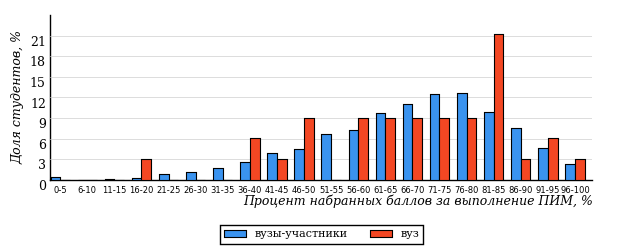 Доля студентов, %
21
18
15
12
9
6
3
0
0-5 6-10 11-15 16-20 21-25 26-30 31-35 36-40 41-45 46-50 51-55 56-60 61-65 66-70 71-75 76-80 81-85 86-90 91-95 96-100
Процент набранных баллов за выполнение ПИМ, %
вузы-участники вуз